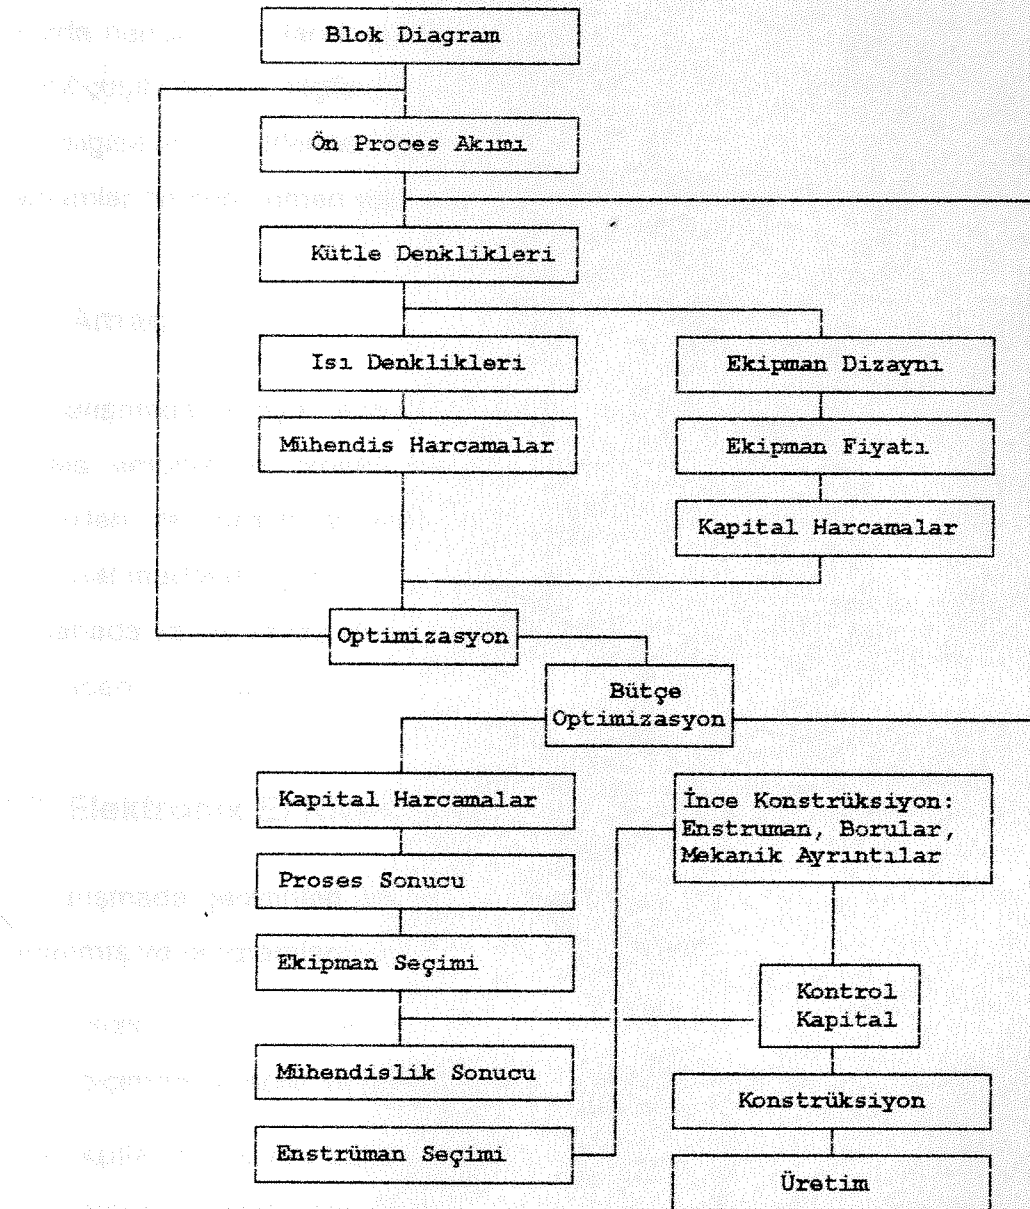 Blok Diagram
Ön Proces Akımı
Kütle Denklikleri
Isı Denklikleri
Ekipman Dizaynı
Mühendis Harcamalar
Ekipman Fiyatı
Kapital Harcamalar
Optimizasyon
Bütçe
Optimizasyon
Kapital Harcamalar
İnce Konstrüksiyon:
Enstruman, Borular,
Mekanik Ayrıntılar
Proses Sonucu
Ekipman Seçimi
Kontrol
Kapital
Mühendislik Sonucu
Konstrüksiyon
Enstrüman Seçimi
Üretim